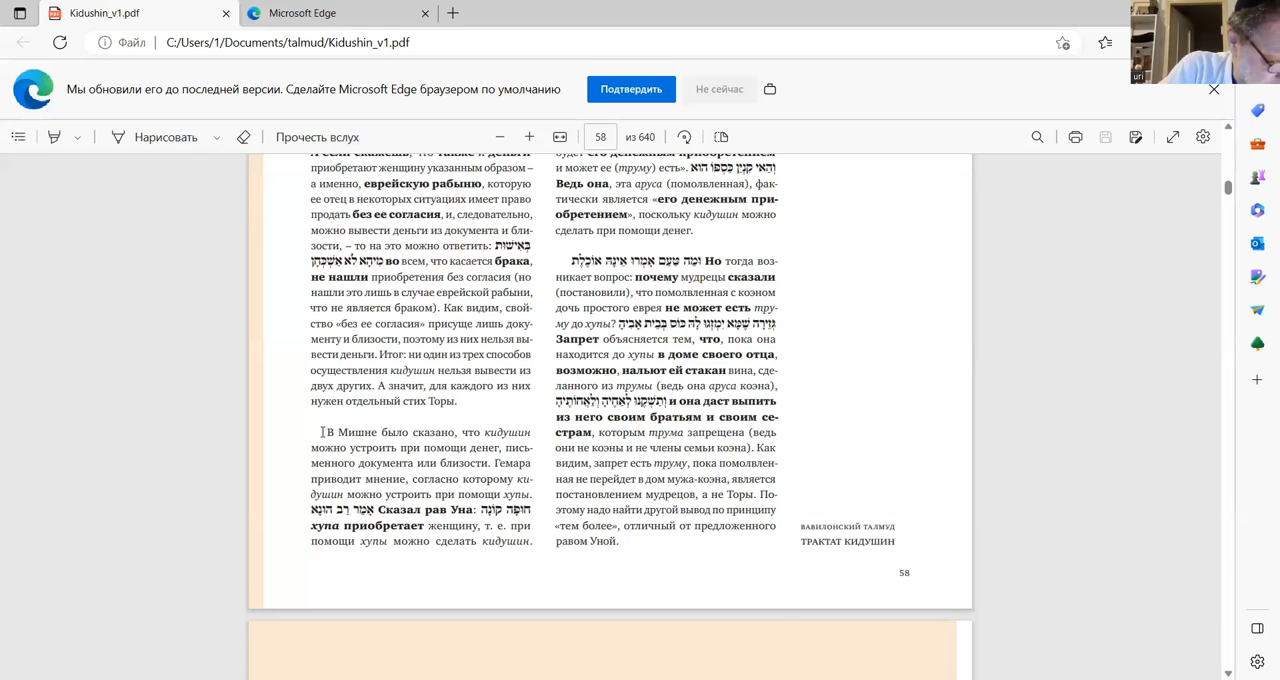 Kidushin_v1.pdf
Microsoft Edge
Файл
C:/Users/1/Documents/talmud/Kidushin_v1.pdf
uri
Мы обновили его до последней версии. Сделайте Microsoft Edge браузером по умолчанию
Подтвердить
Не сейчас
Нарисовать
Прочесть вслух
58
из 640
приобретают женщину указанным образом –
а именно, еврейскую рабыню, которую
ее отец в некоторых ситуациях имеет право
продать без ее согласия, и, следовательно,
можно вывести деньги из документа и бли-
зости, – то на это можно ответить: בְּאִישׁוּת
מִיהָא לֹא אַשְׁכְּחַן во всем, что касается брака,
не нашли приобретения без согласия (но
нашли это лишь в случае еврейской рабыни,
что не является браком). Как видим, свой-
ство «без ее согласия» присуще лишь доку-
менту и близости, поэтому из них нельзя вы-
вести деньги. Итог: ни один из трех способов
осуществления кидушин нельзя вывести из
двух других. А значит, для каждого из них
нужен отдельный стих Торы.
В Мишне было сказано, что кидушин
можно устроить при помощи денег, пись-
менного документа или близости. Гемара
приводит мнение, согласно которому ки-
душин можно устроить при помощи хупы.
אָמַר רַב הוּנָא Сказал рав Уна: חוּפָּה קוֹנָה
хупа приобретает женщину, т. е. при
помощи хупы можно сделать кидушин.
и может ее (труму) есть». וְהַאי קִנְיַן כַּסְפּוֹ הוּא
Ведь она, эта аруса (помолвленная), фак-
тически является «его денежным при-
обретением», поскольку кидушин можно
сделать при помощи денег.
וּמַה טַּעַם אָמְרוּ אֵינָהּ אוֹכֶלֶת Но тогда воз-
никает вопрос: почему мудрецы сказали
(постановили), что помолвленная с коэном
дочь простого еврея не может есть тру-
му до хупы? גְּזֵירָה שֶׁמָּא יִמְזְגוּ לָהּ כּוֹס בְּבֵית אָבִיהָ
Запрет объясняется тем, что, пока она
находится до хупы в доме своего отца,
возможно, нальют ей стакан вина, сде-
ланного из трумы (ведь она аруса коэна),
וְתַשְׁקֶנּוּ לְאָחִיהָ וְלַאֲחוֹתֶיהָ и она даст выпить
из него своим братьям и своим се-
страм, которым трума запрещена (ведь
они не коэны и не члены семьи коэна). Как
видим, запрет есть труму, пока помолвлен-
ная не перейдет в дом мужа-коэна, является
постановлением мудрецов, а не Торы. По-
этому надо найти другой вывод по принципу
«тем более», отличный от предложенного
равом Уной.
ВАВИЛОНСКИЙ ТАЛМУД
ТРАКТАТ КИДУШИН
58